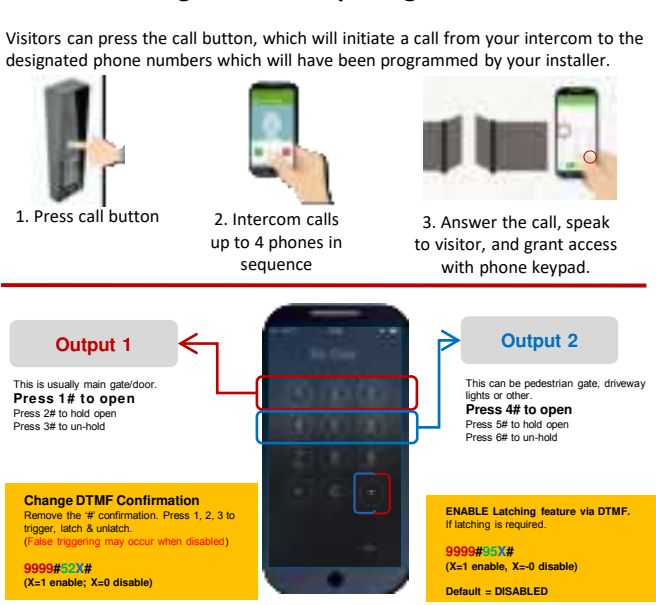 Visitors can press the call button, which will initiate a call from your intercom to the
designated phone numbers which will have been programmed by your installer.
1. Press call button
2. Intercom calls
up to 4 phones in
sequence
3. Answer the call, speak
to visitor, and grant access
with phone keypad.
Output 1
This is usually main gate/door.
Press 1# to open
Press 2# to hold open
Press 3# to un-hold
Output 2
This can be pedestrian gate, driveway
lights or other.
Press 4# to open
Press 5# to hold open
Press 6# to un-hold
Change DTMF Confirmation
Remove the '#' confirmation. Press 1, 2, 3 to
trigger, latch & unlatch.
(False triggering may occur when disabled)
9999#52X#
(X=1 enable; X=0 disable)
ENABLE Latching feature via DTMF.
If latching is required.
9999#95X#
(X=1 enable, X=-0 disable)
Default = DISABLED